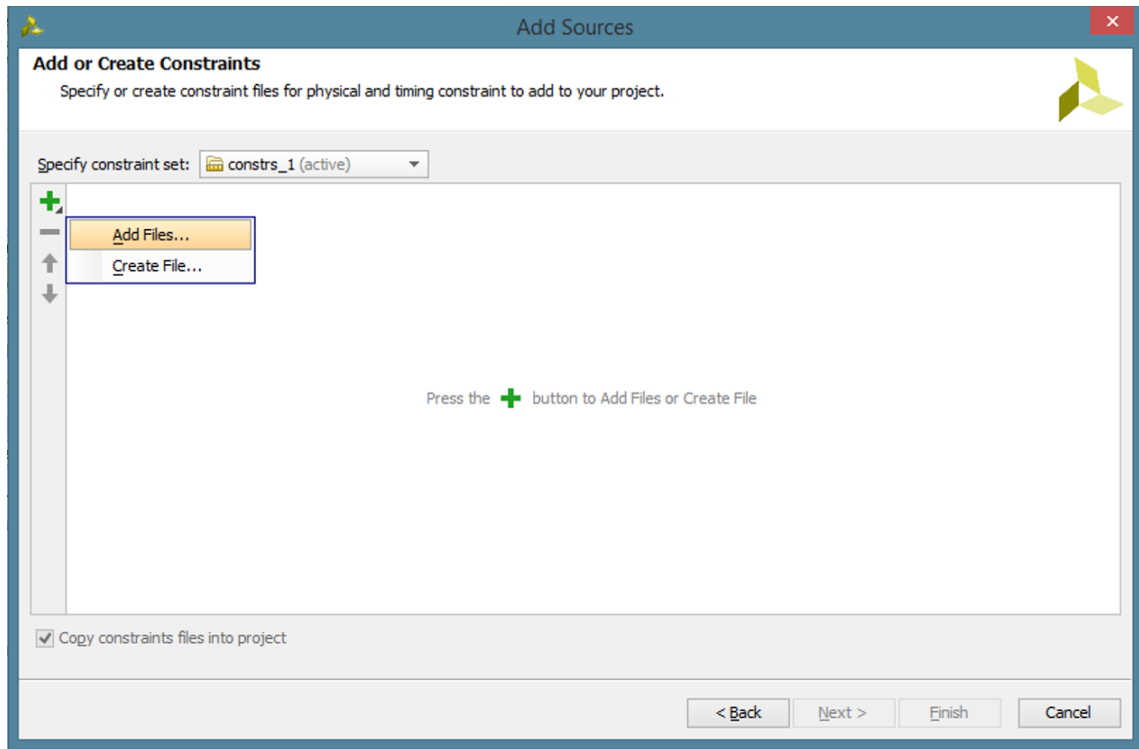 Add Sources
Add or Create Constraints
Specify or create constraint files for physical and timing constraint to add to your project.
Specify constraint set: constrs_1 (active)
Add Files...
Create File...
Press the button to Add Files or Create File
Copy constraints files into project
< Back Next > Finish Cancel